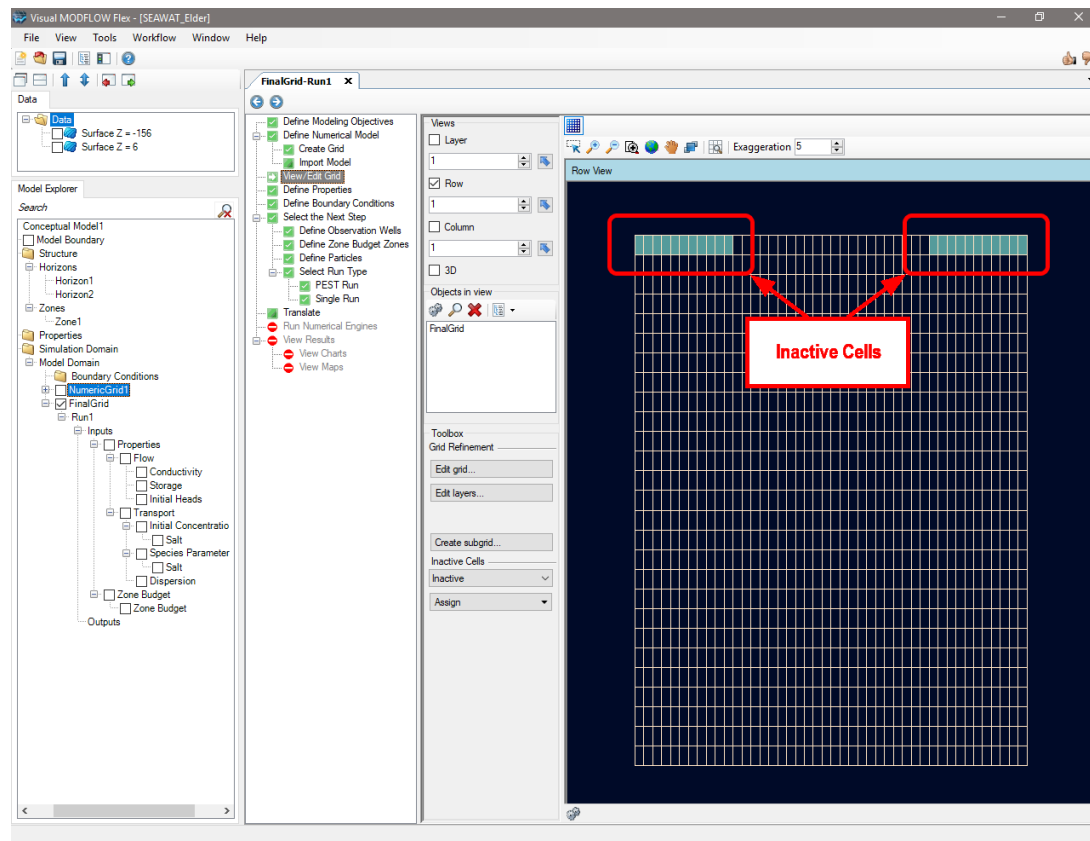 Visual MODFLOW Flex - [SEAWAT_Elder]
File View Tools Workflow Window Help
Data
Data
Surface Z = -156
Surface Z = 6
Model Explorer
Search
Conceptual Model1
Model Boundary
Structure
Horizons
Horizon1
Horizon2
Zones
Zone1
Properties
Simulation Domain
Model Domain
Boundary Conditions
NumericGrid1
FinalGrid
Run1
Inputs
Properties
Flow
Conductivity
Storage
Initial Heads
Transport
Initial Concentratio
Salt
Species Parameter
Salt
Dispersion
Zone Budget
Zone Budget
Outputs
FinalGrid-Run1 X
Define Modeling Objectives
Define Numerical Model
Create Grid
Import Model
View/Edit Grid
Define Properties
Define Boundary Conditions
Select the Next Step
Define Observation Wells
Define Zone Budget Zones
Define Particles
Select Run Type
PEST Run
Single Run
Translate
Run Numerical Engines
View Results
View Charts
View Maps
Views
Layer
1
Row
1
Column
1
3D
Objects in view
FinalGrid
Toolbox
Grid Refinement
Edit grid...
Edit layers...
Create subgrid...
Inactive Cells
Inactive
Assign
Exaggeration 5
Row View
Inactive Cells